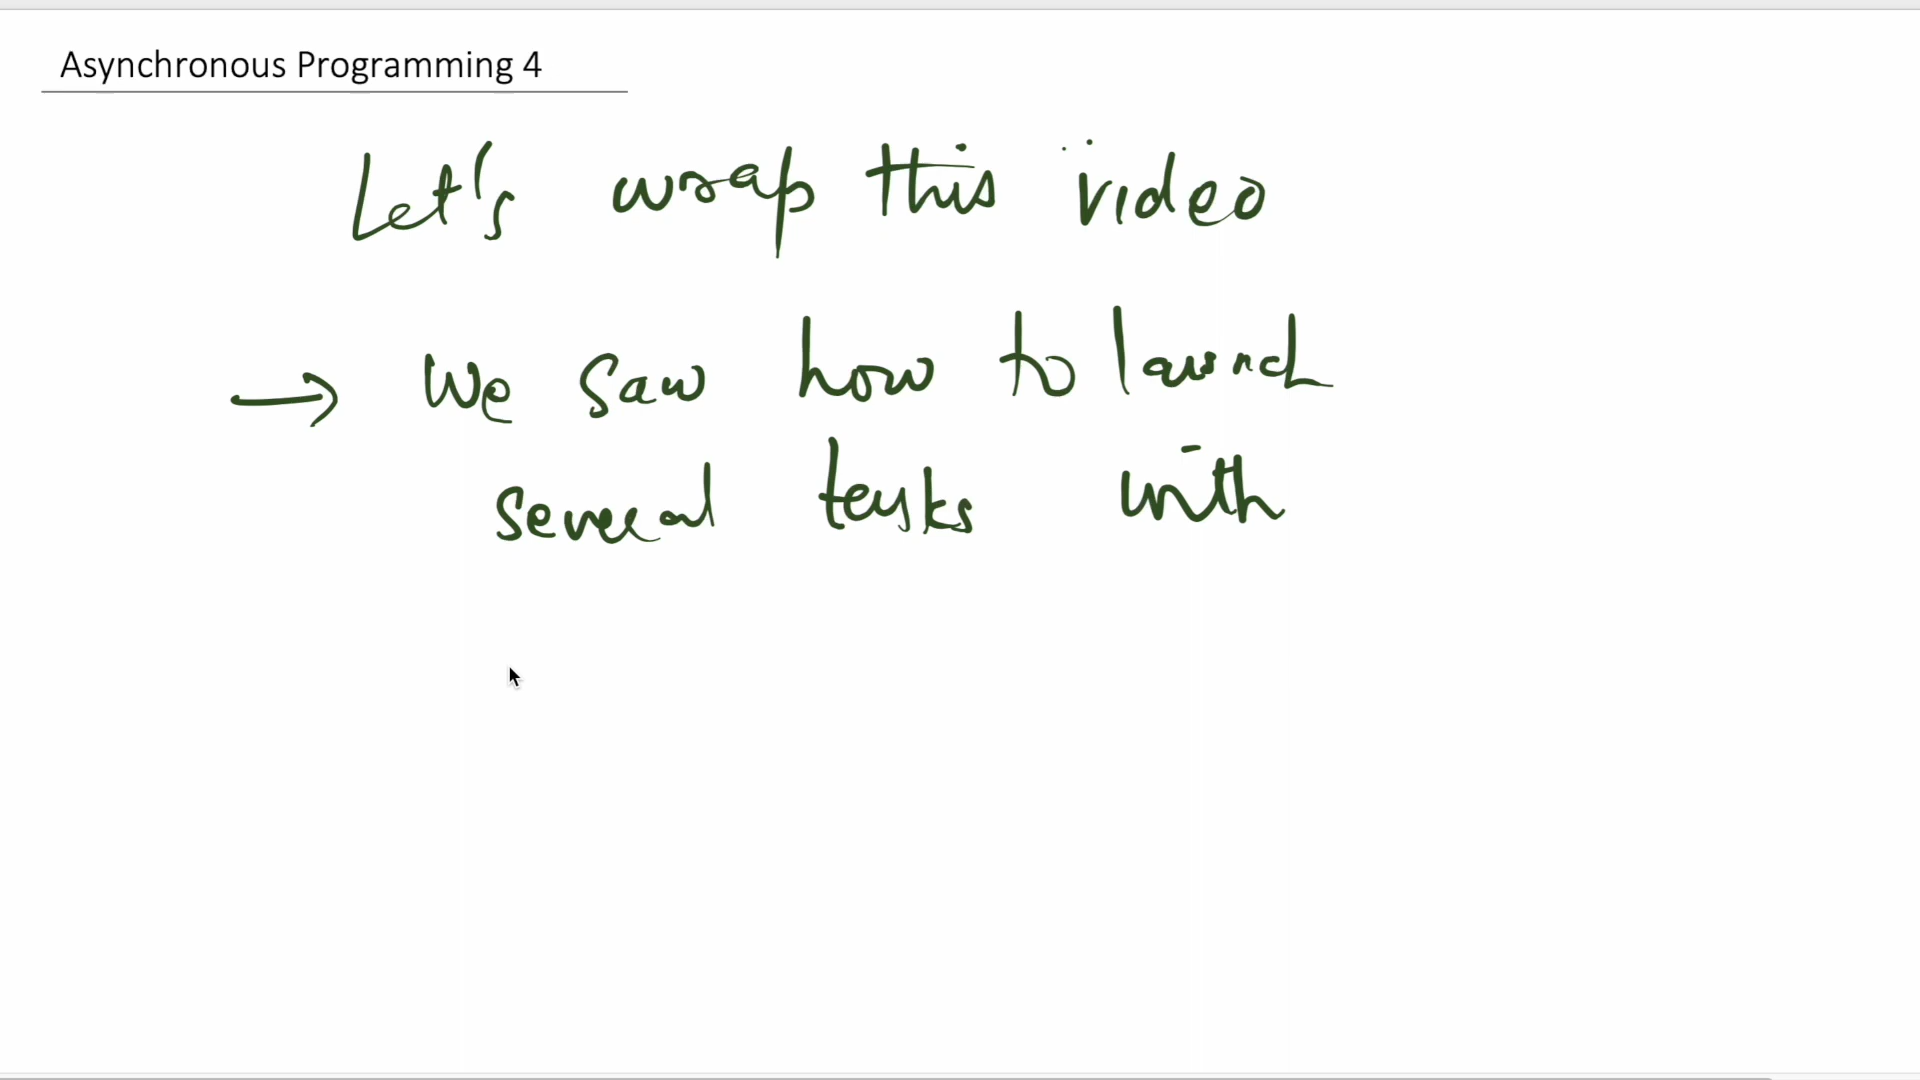 Asynchronous Programming 4
Let's wrap this video
→ We saw how to launch
several tasks with